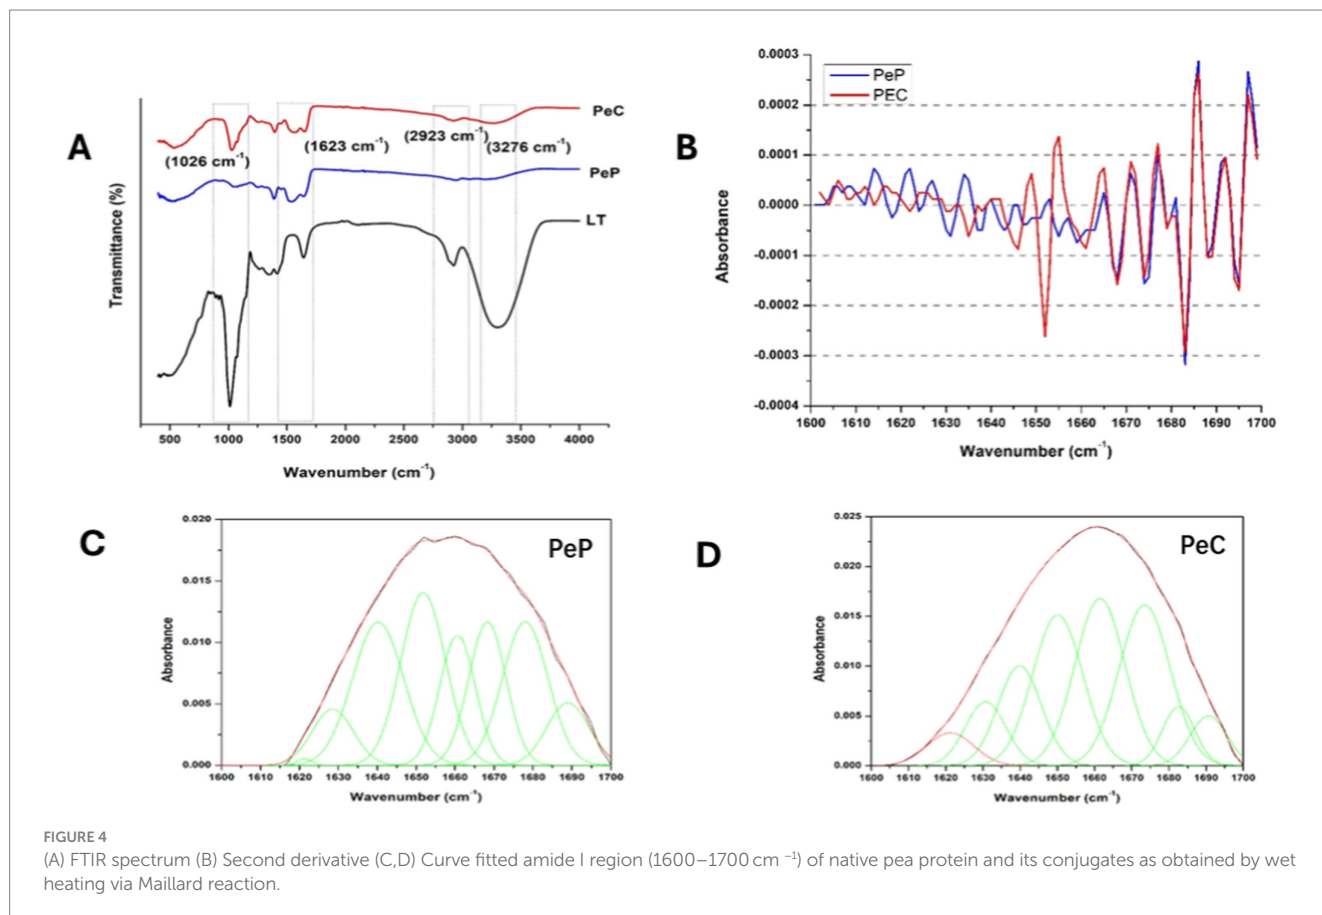 A
PeC
(1026 cm⁻¹)
(1623 cm⁻¹)
(2923 cm⁻¹)
(3276 cm⁻¹)
PeP
LT
Transmittance (%)
500 1000 1500 2000 2500 3000 3500 4000
Wavenumber (cm⁻¹)
B
PeP
PEC
0.0003
0.0002
0.0001
0.0000
-0.0001
-0.0002
-0.0003
-0.0004
Absorbance
1600 1610 1620 1630 1640 1650 1660 1670 1680 1690 1700
Wavenumber (cm⁻¹)
C
PeP
0.020
0.015
0.010
0.005
0.000
Absorbance
1600 1610 1620 1630 1640 1650 1660 1670 1680 1690 1700
Wavenumber (cm⁻¹)
D
PeC
0.025
0.020
0.015
0.010
0.005
0.000
Absorbance
1600 1610 1620 1630 1640 1650 1660 1670 1680 1690 1700
Wavenumber (cm⁻¹)
FIGURE 4
(A) FTIR spectrum (B) Second derivative (C,D) Curve fitted amide I region (1600–1700 cm ⁻¹) of native pea protein and its conjugates as obtained by wet
heating via Maillard reaction.